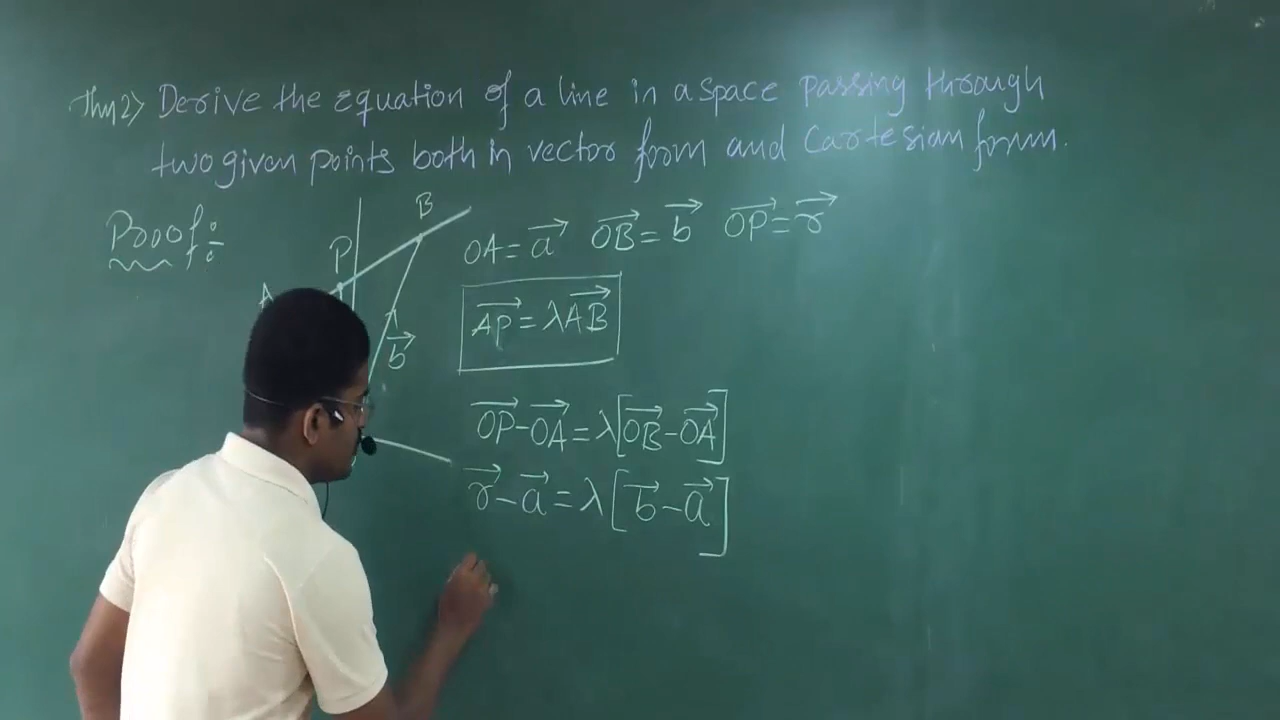 Thm 2> Derive the equation of a line in a space passing through
two given points both in vector form and Cartesian form.
Proof:-
B
P
A
b⃗
OA = a⃗ OB⃗ = b⃗ OP⃗ = r⃗
AP⃗ = λAB⃗
OP⃗ - OA⃗ = λ[OB⃗ - OA⃗]
r⃗ - a⃗ = λ[b⃗ - a⃗]